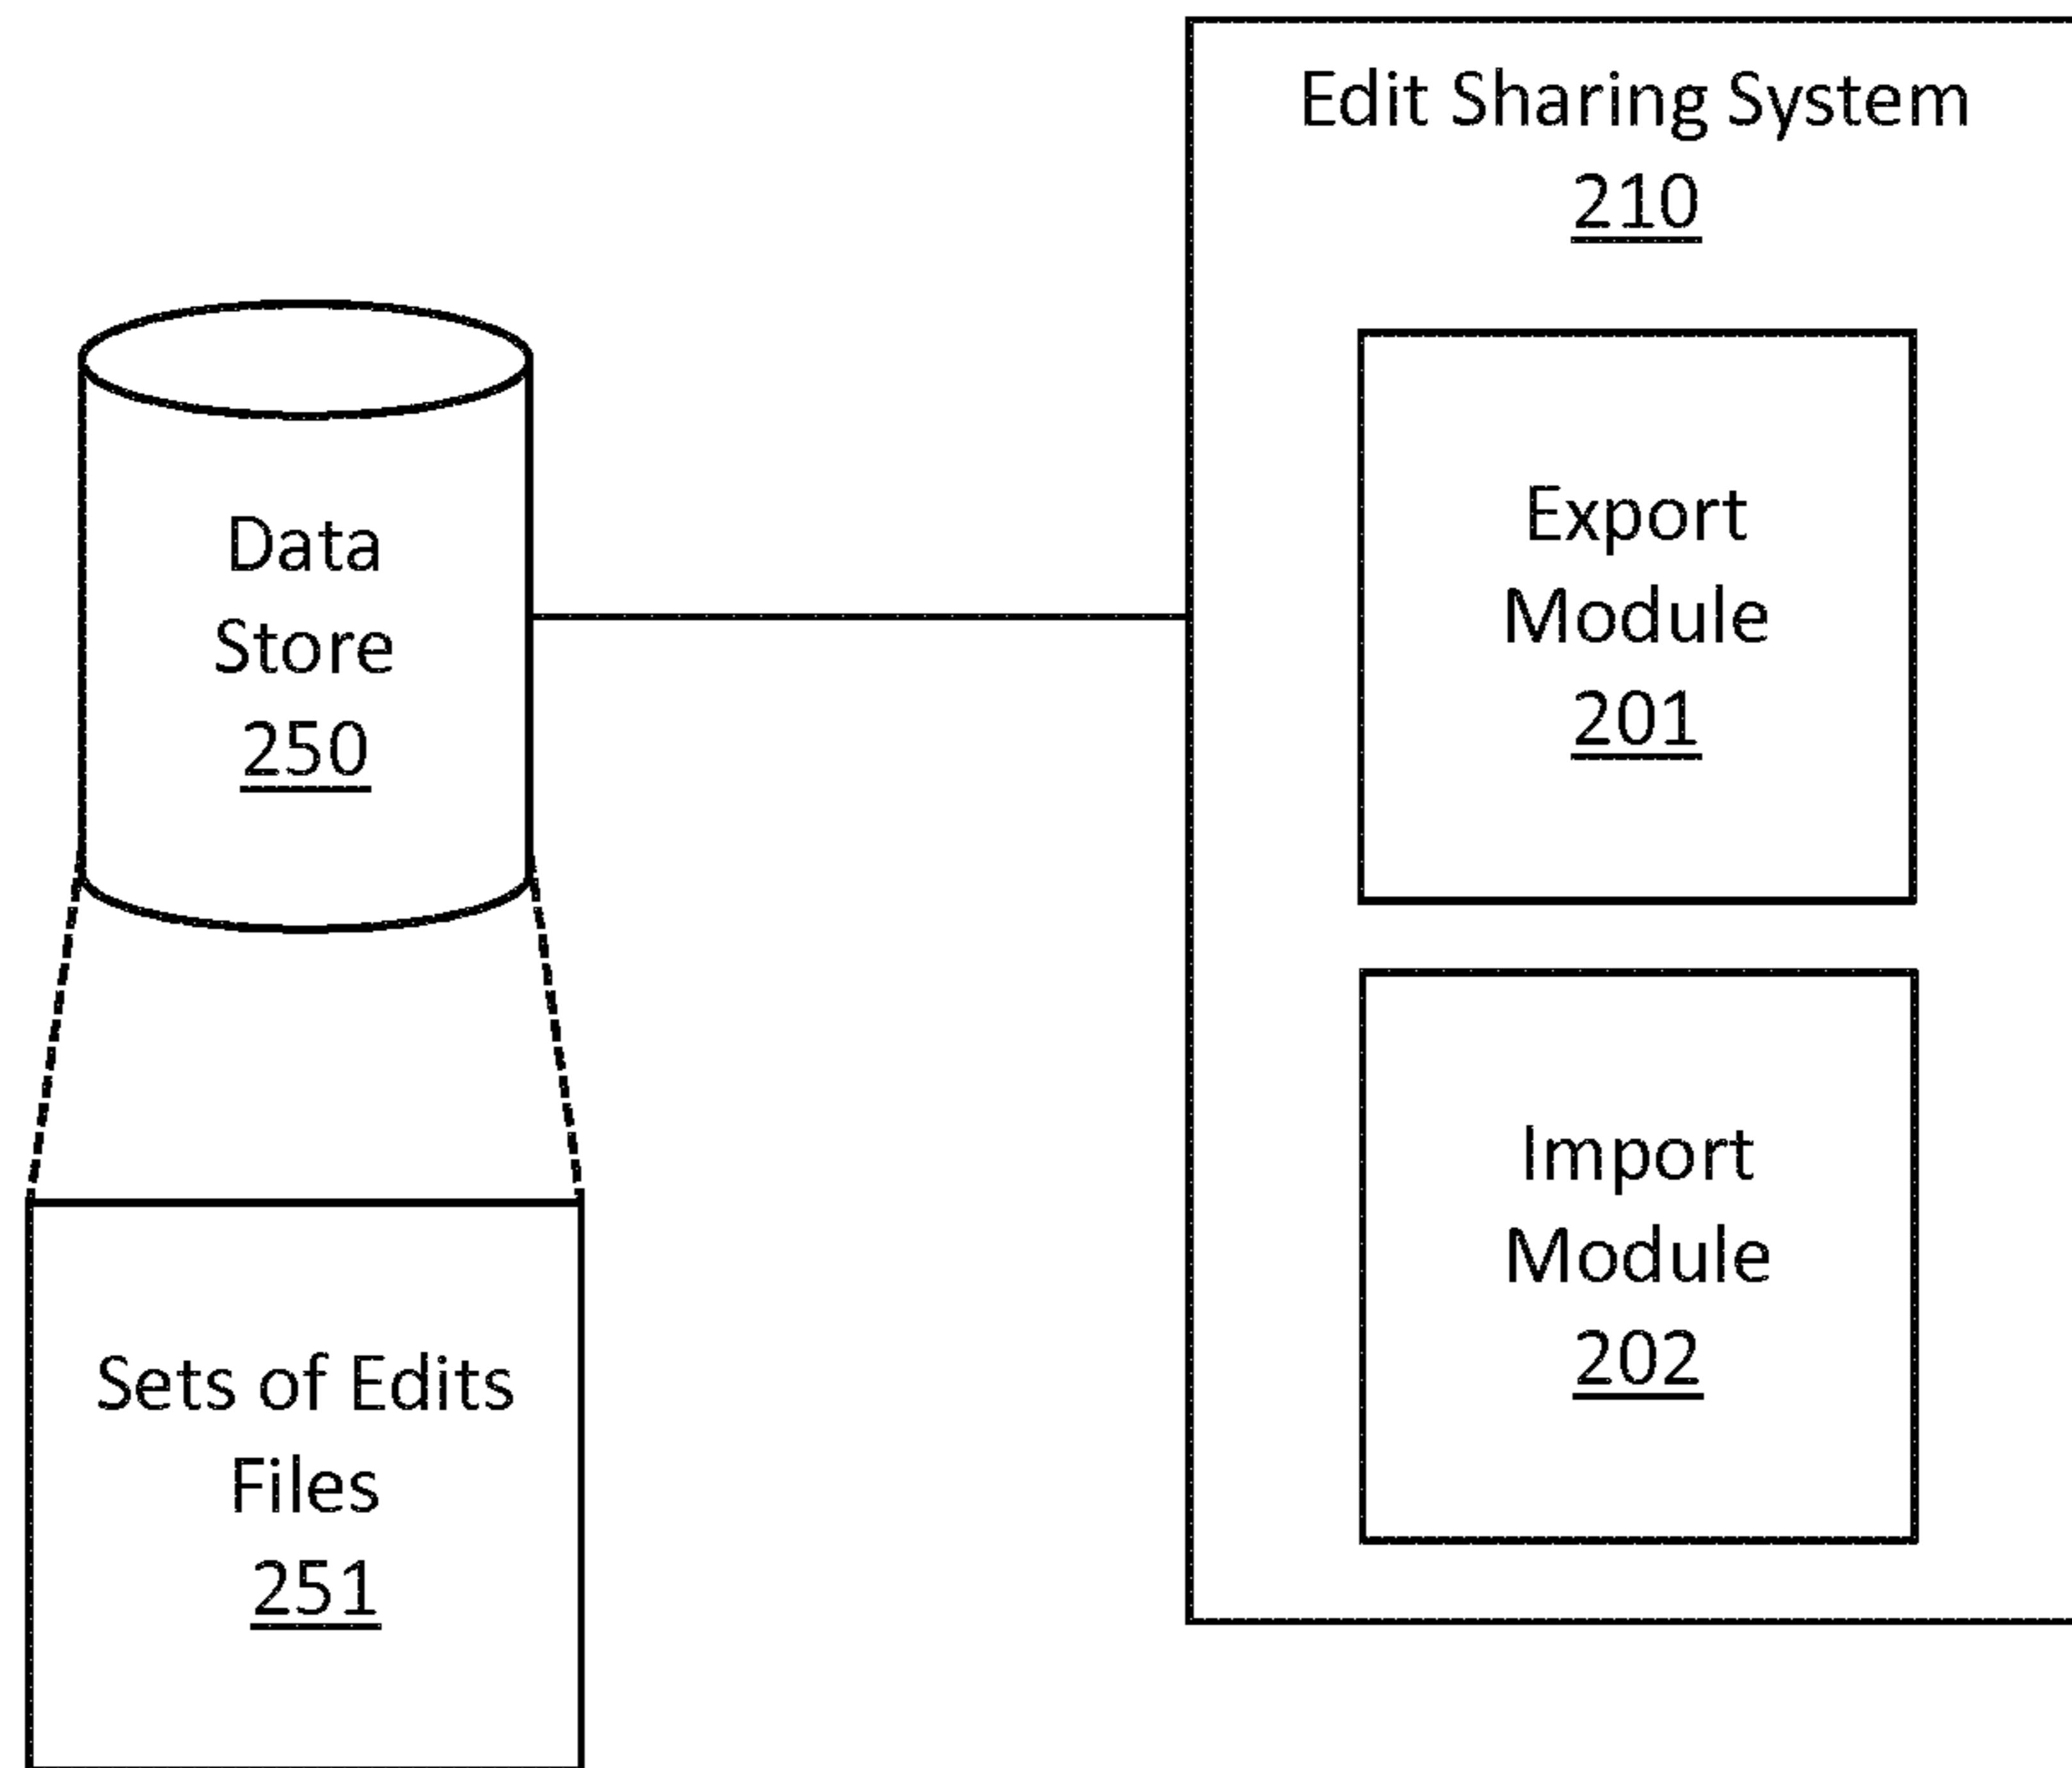 Edit Sharing System
210
Data
Store
250
Export
Module
201
Import
Module
202
Sets of Edits
Files
251